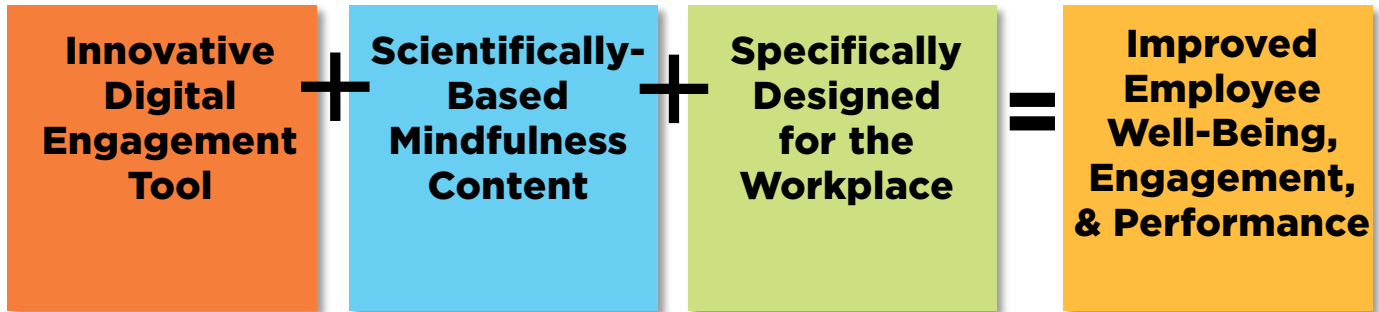 Innovative
Digital
Engagement
Tool
+
Scientifically-
Based
Mindfulness
Content
+
Specifically
Designed
for the
Workplace
=
Improved
Employee
Well-Being,
Engagement,
& Performance